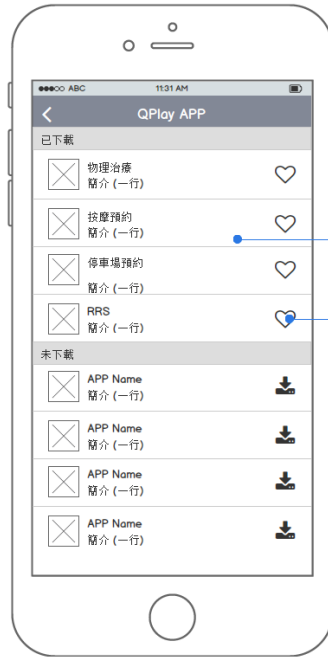 ABC 11:31 AM
QPlay APP
已下載
物理治療
簡介 (一行)
按摩預約
簡介 (一行)
停車場預約
簡介 (一行)
RRS
簡介 (一行)
未下載
APP Name
簡介 (一行)
APP Name
簡介 (一行)
APP Name
簡介 (一行)
APP Name
簡介 (一行)